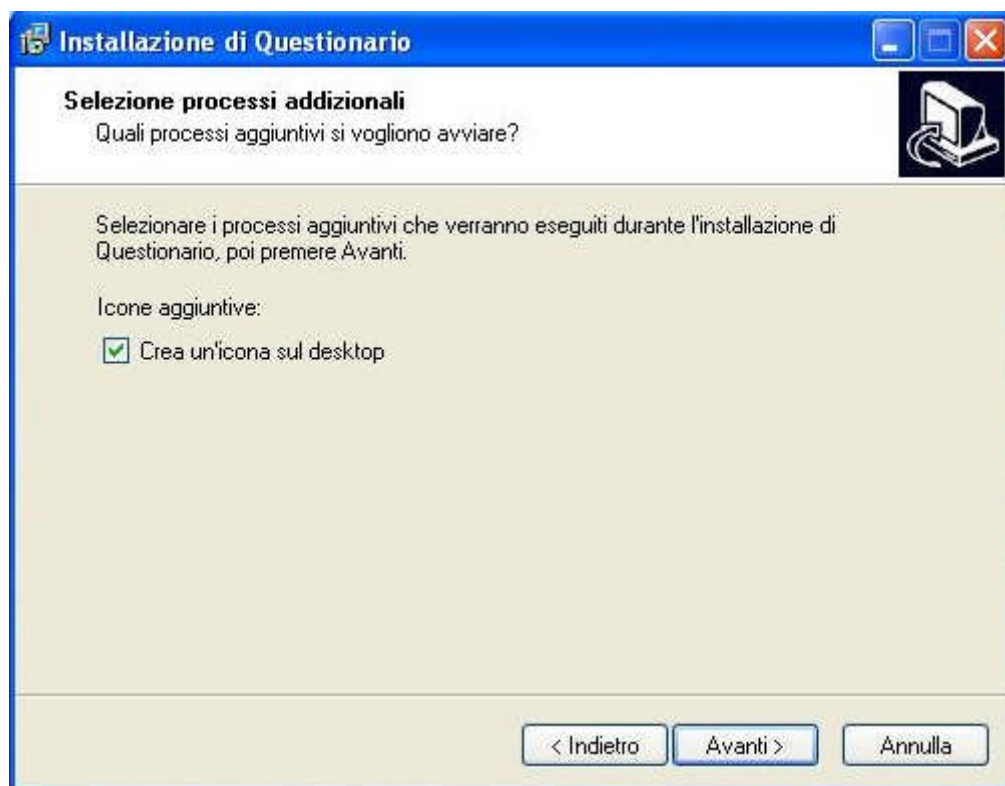 Installazione di Questionario
Selezione processi addizionali
Quali processi aggiuntivi si vogliono avviare?
Selezionare i processi aggiuntivi che verranno eseguiti durante l'installazione di
Questionario, poi premere Avanti.
Icone aggiuntive:
Crea un'icona sul desktop
< Indietro
Avanti >
Annulla